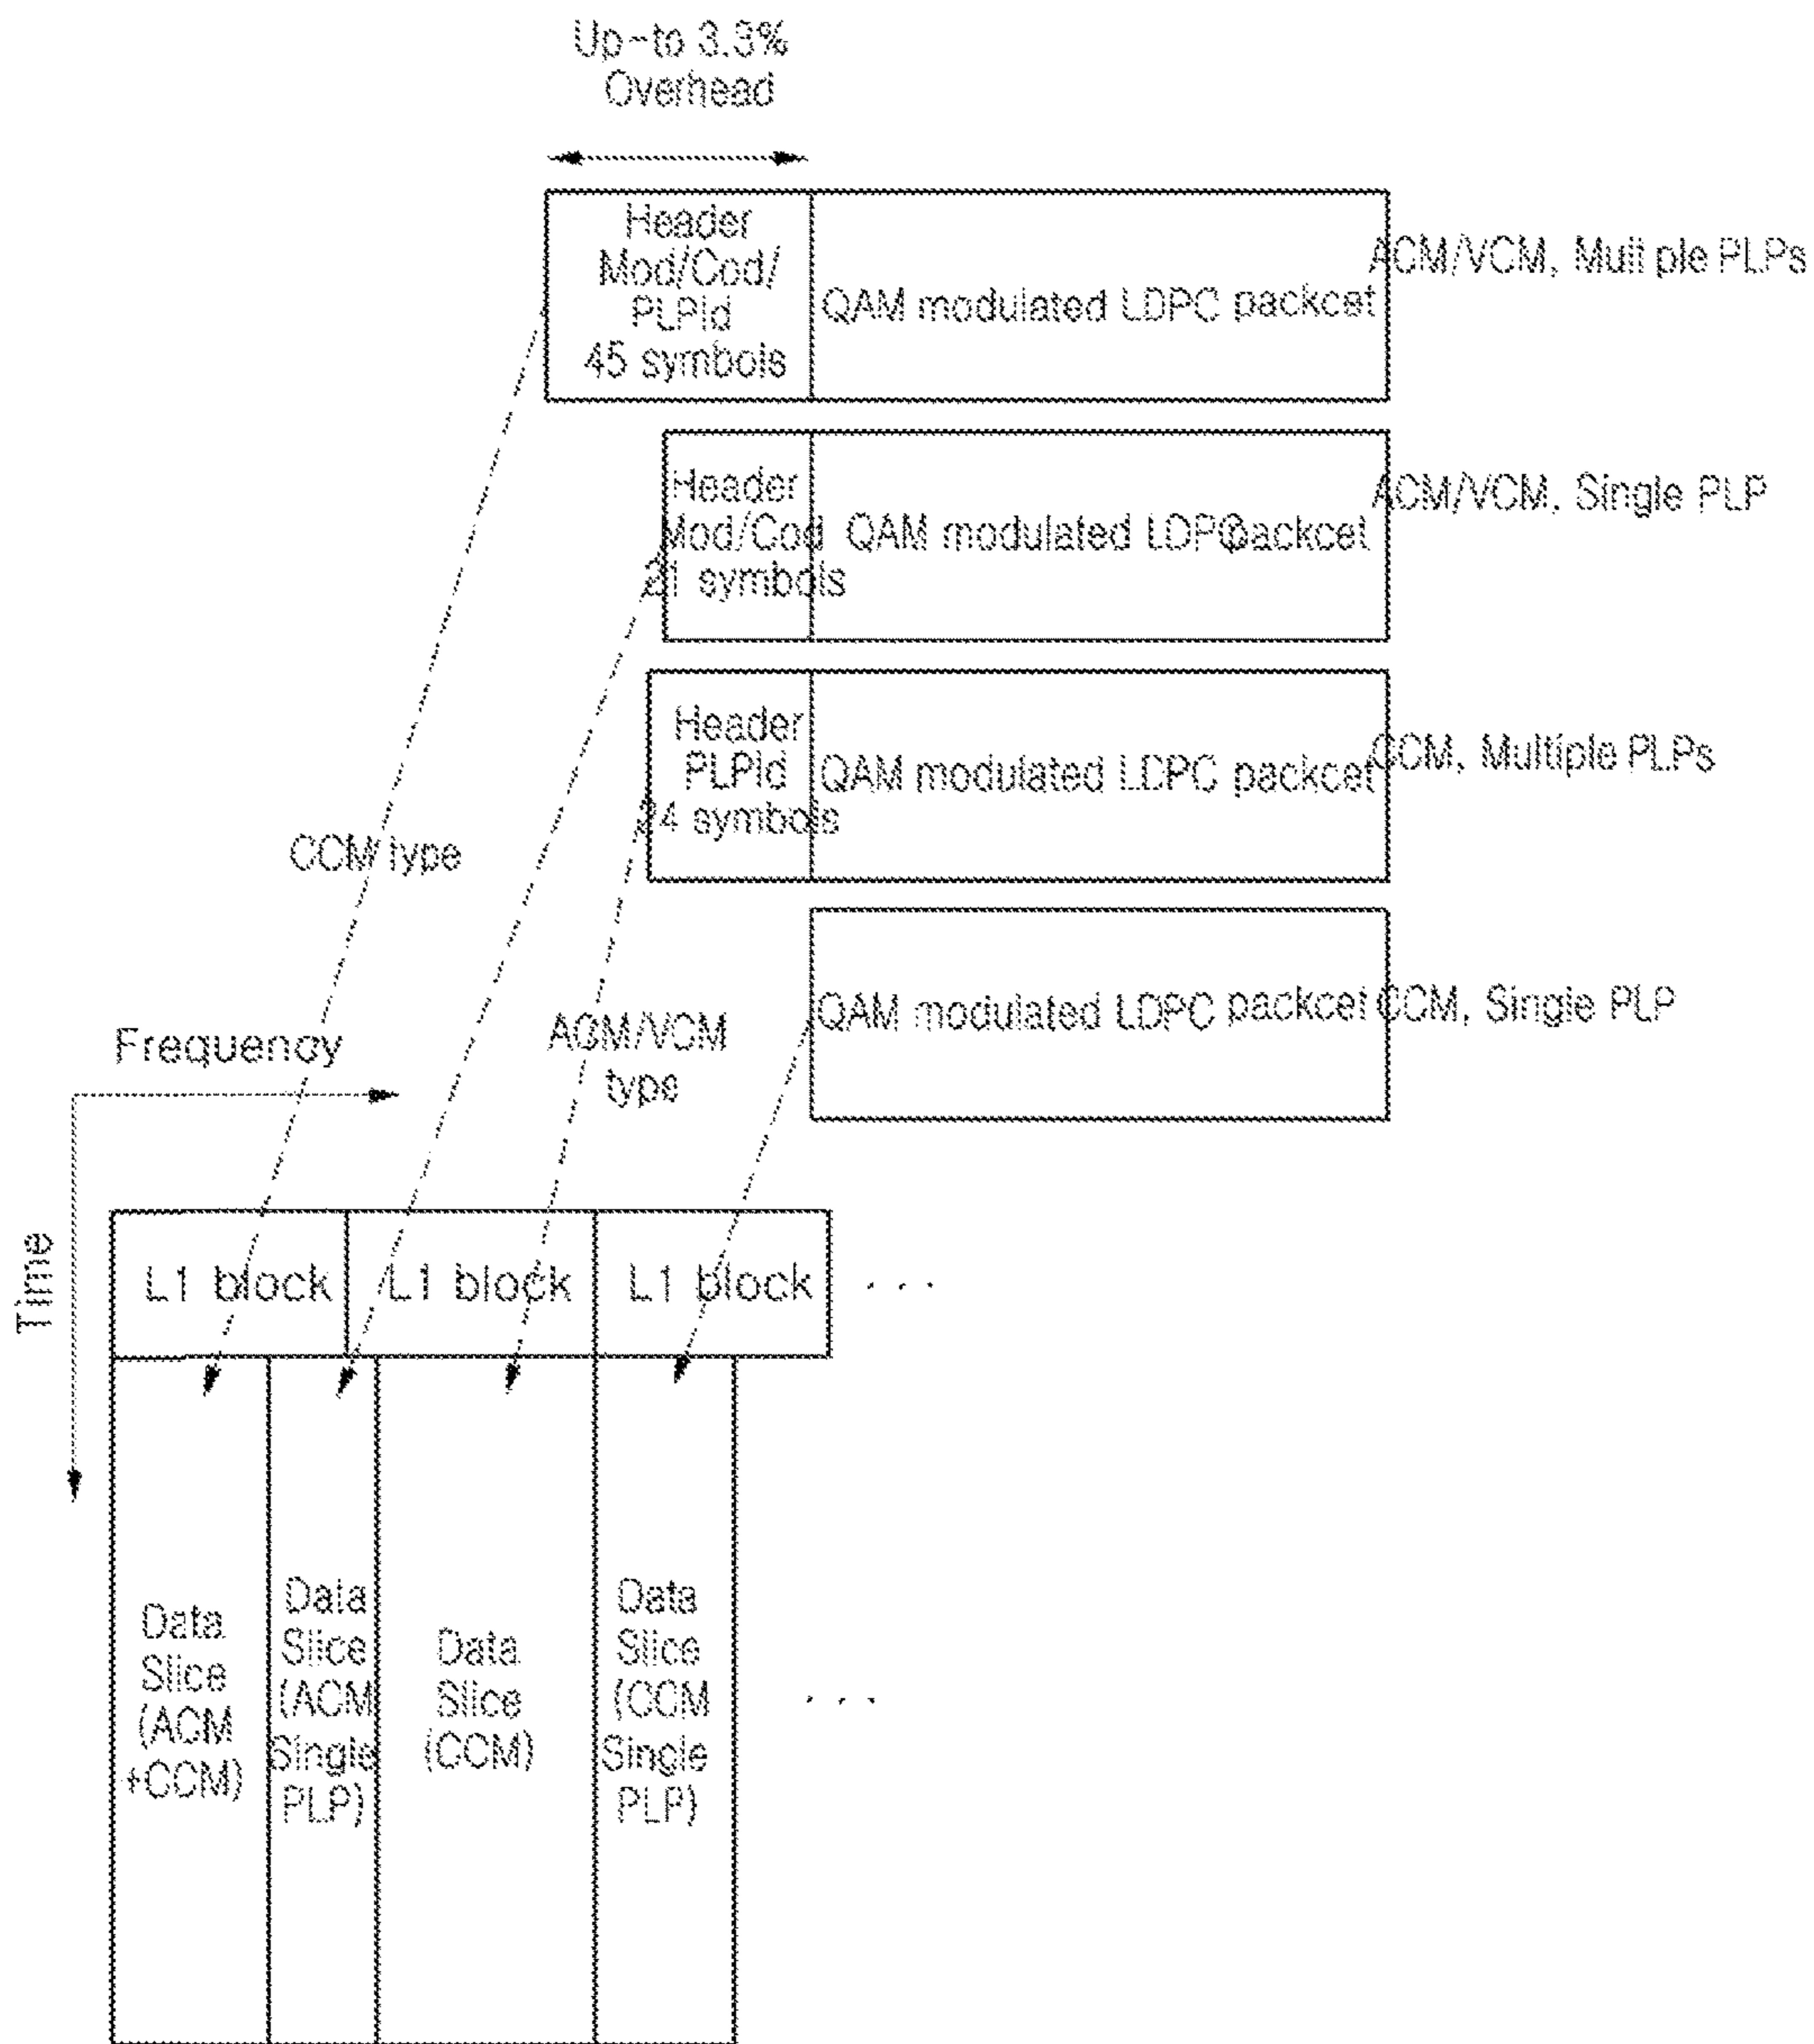 Up-to 3.3%
Overhead
Header
Mod/Cod/
PLPid
45 symbols
QAM modulated LDPC packcet
ACM/VCM, Multiple PLPs
Header
Mod/Cod
21 symbols
QAM modulated LDPC packcet
ACM/VCM, Single PLP
Header
PLPid
24 symbols
QAM modulated LDPC packcet
CCM, Multiple PLPs
CCM type
QAM modulated LDPC packcet
CCM, Single PLP
ACM/VCM
type
Frequency
Time
L1 block
L1 block
L1 block
. . .
Data
Slice
(ACM
+CCM)
Data
Slice
(ACM
Single
PLP)
Data
Slice
(CCM)
Data
Slice
(CCM
Single
PLP)
. . .